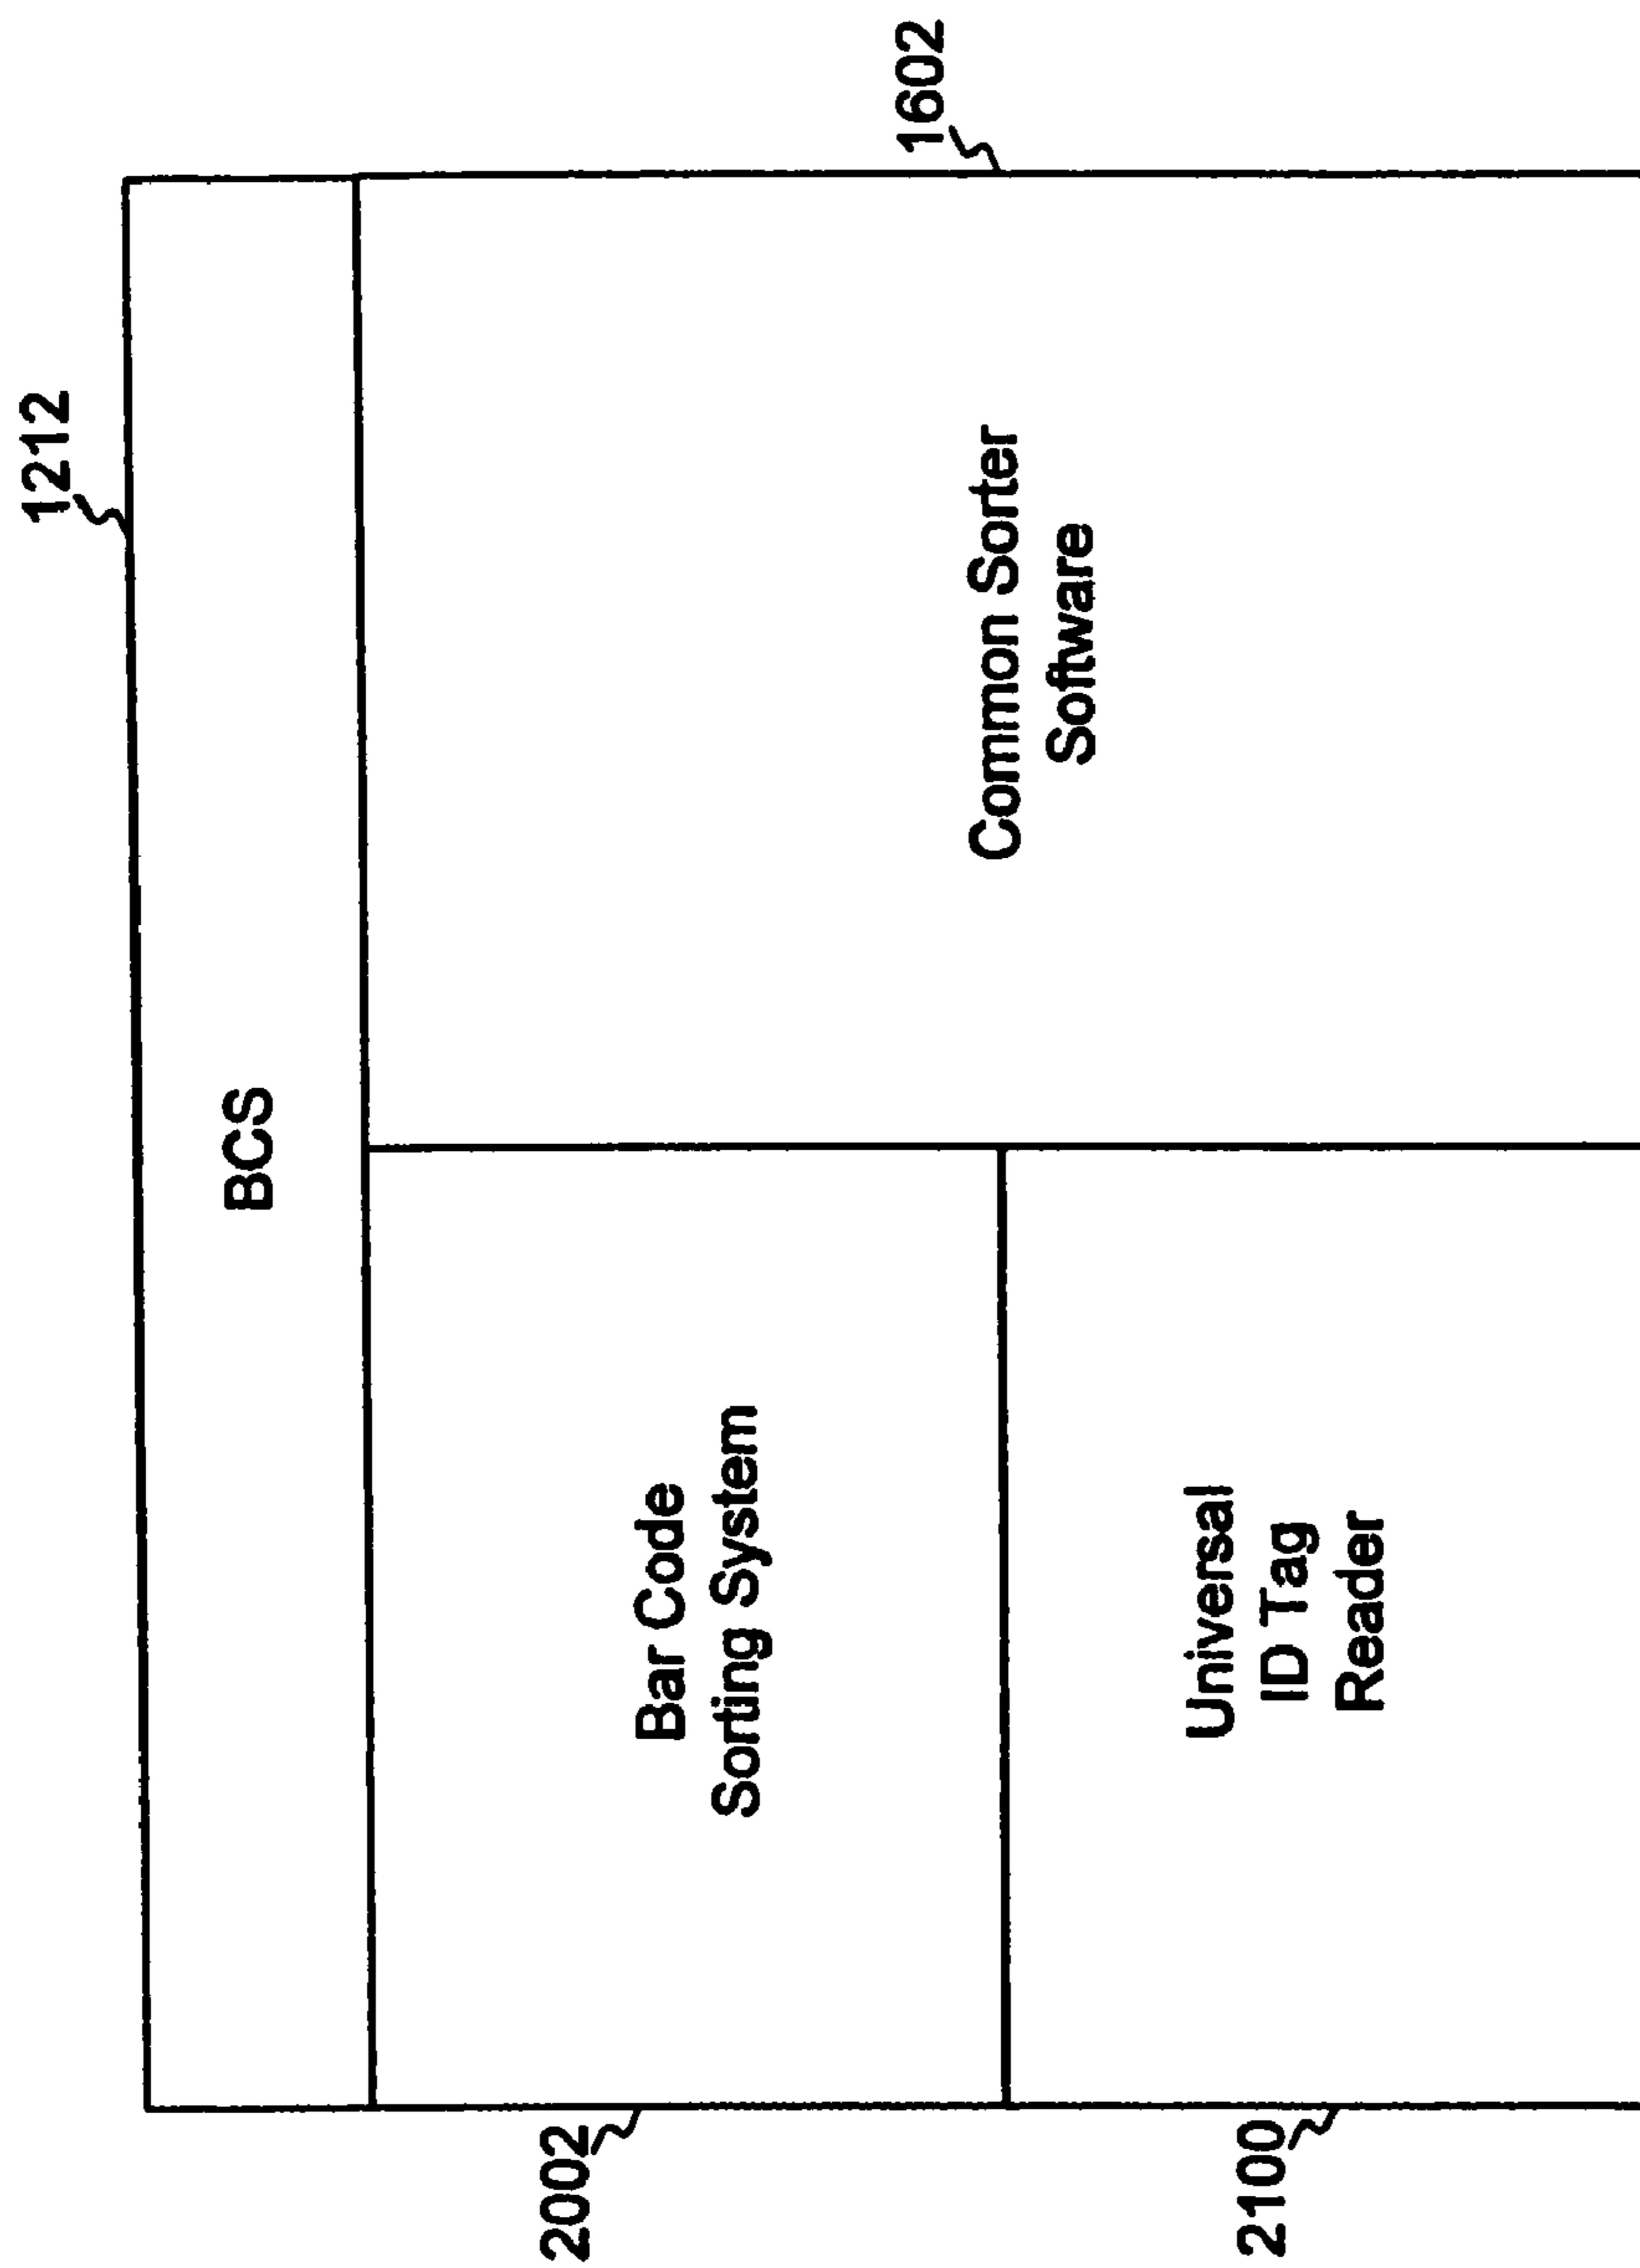 1212
BCS
2002
Bar Code
Sorting System
Common Sorter
Software
1602
2100
Universal
ID Tag
Reader